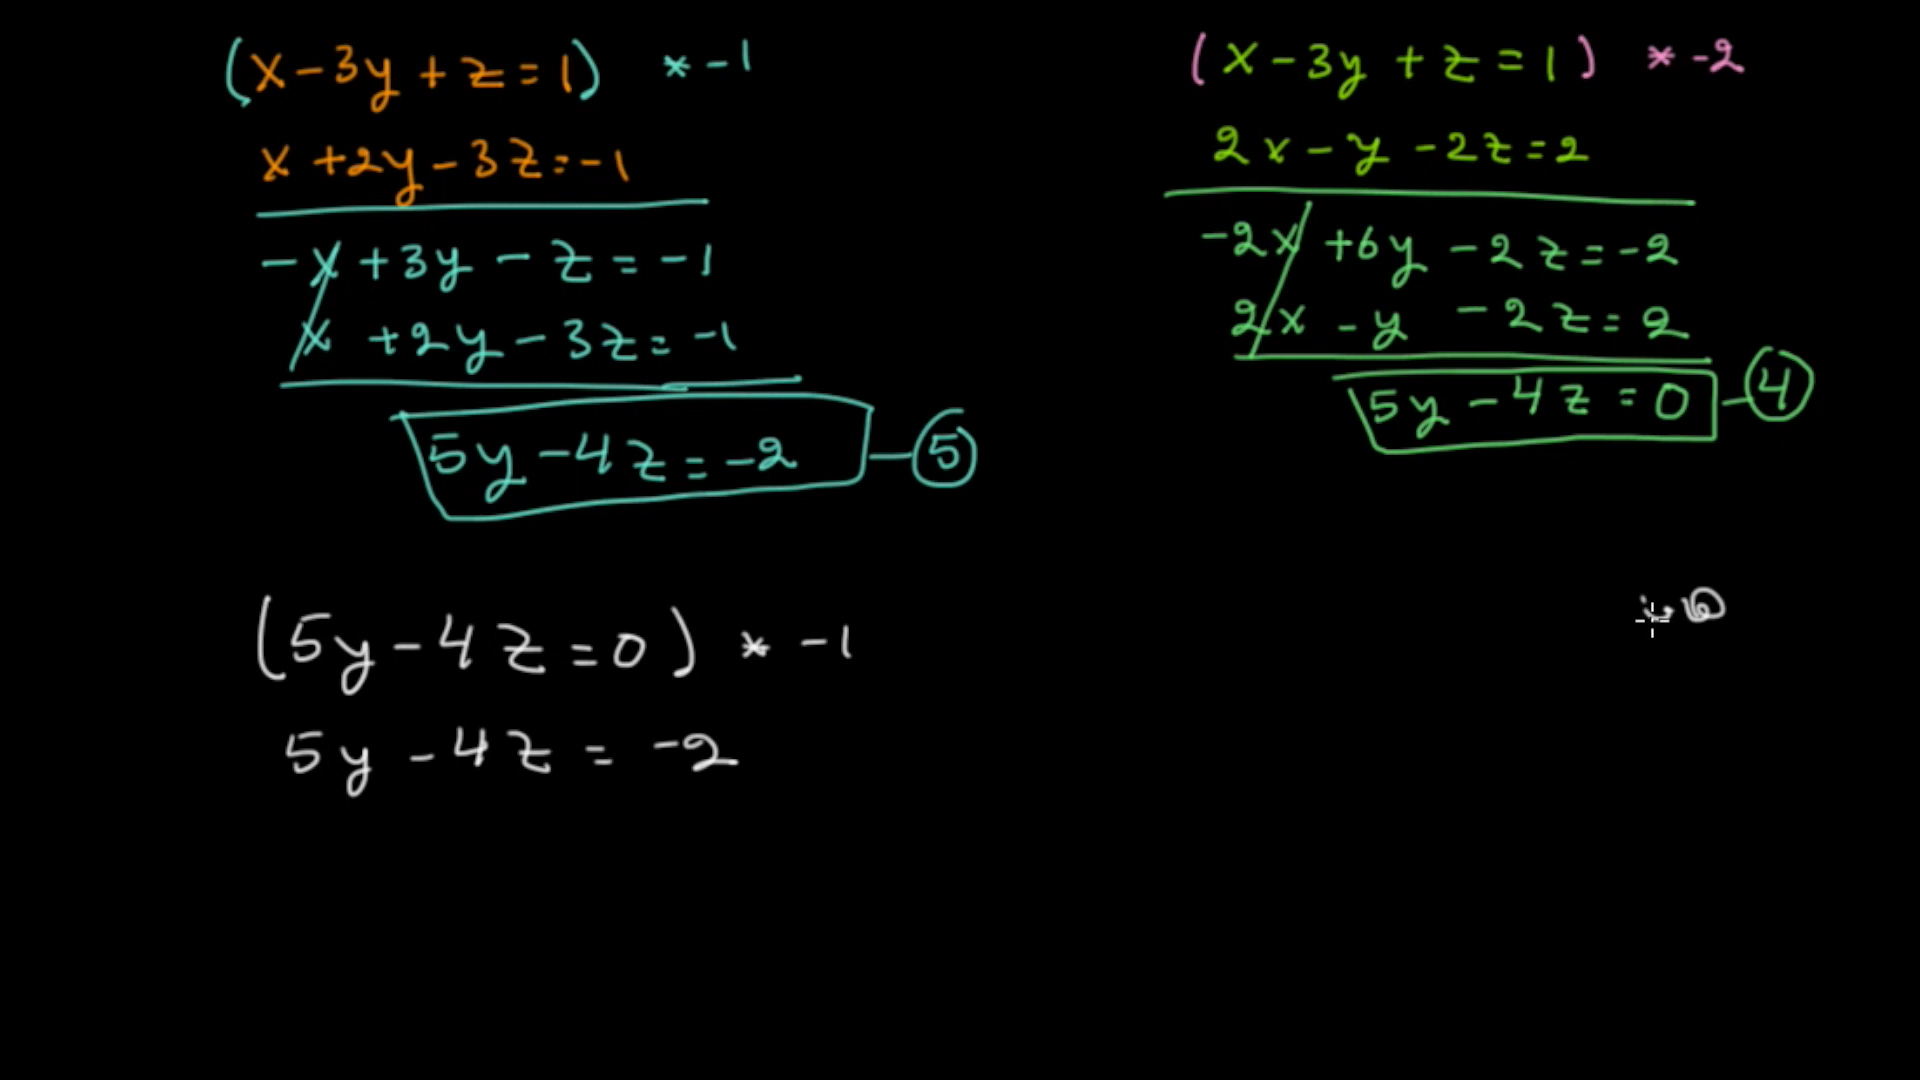 (x - 3y + z = 1) * -1
x + 2y - 3z = -1
-x + 3y - z = -1
x + 2y - 3z = -1
5y - 4z = -2 — 5
(x - 3y + z = 1) * -2
2x - y - 2z = 2
-2x + 6y - 2z = -2
2x - y - 2z = 2
5y - 4z = 0 — 4
(5y - 4z = 0) * -1
5y - 4z = -2